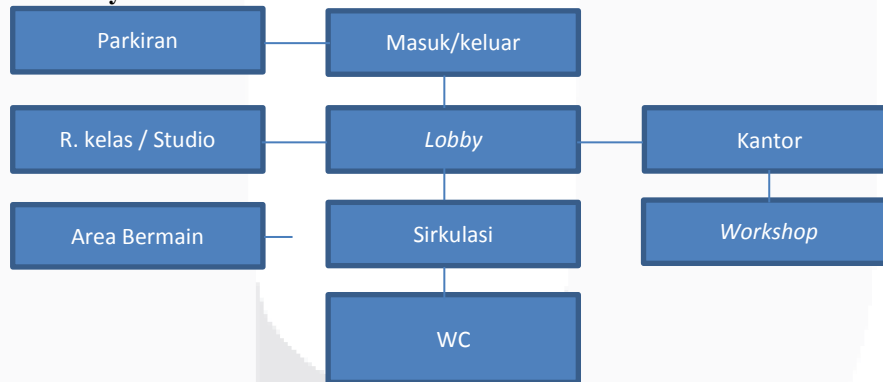 Parkiran
Masuk/keluar
R. kelas / Studio
Lobby
Kantor
Area Bermain
Sirkulasi
Workshop
WC